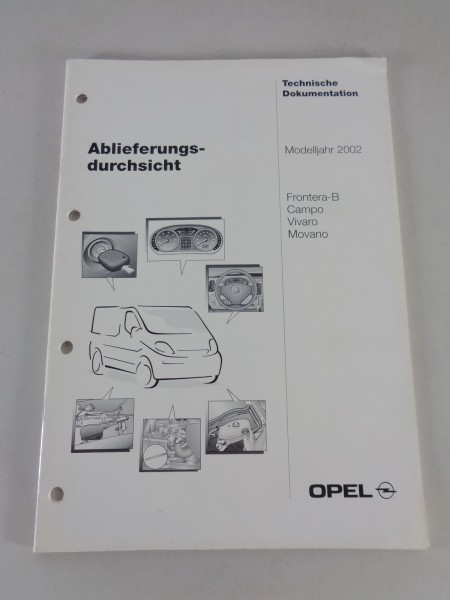 Technische
Dokumentation
Ablieferungs-
durchsicht
Modelljahr 2002
Frontera-B
Campo
Vivaro
Movano
OPEL